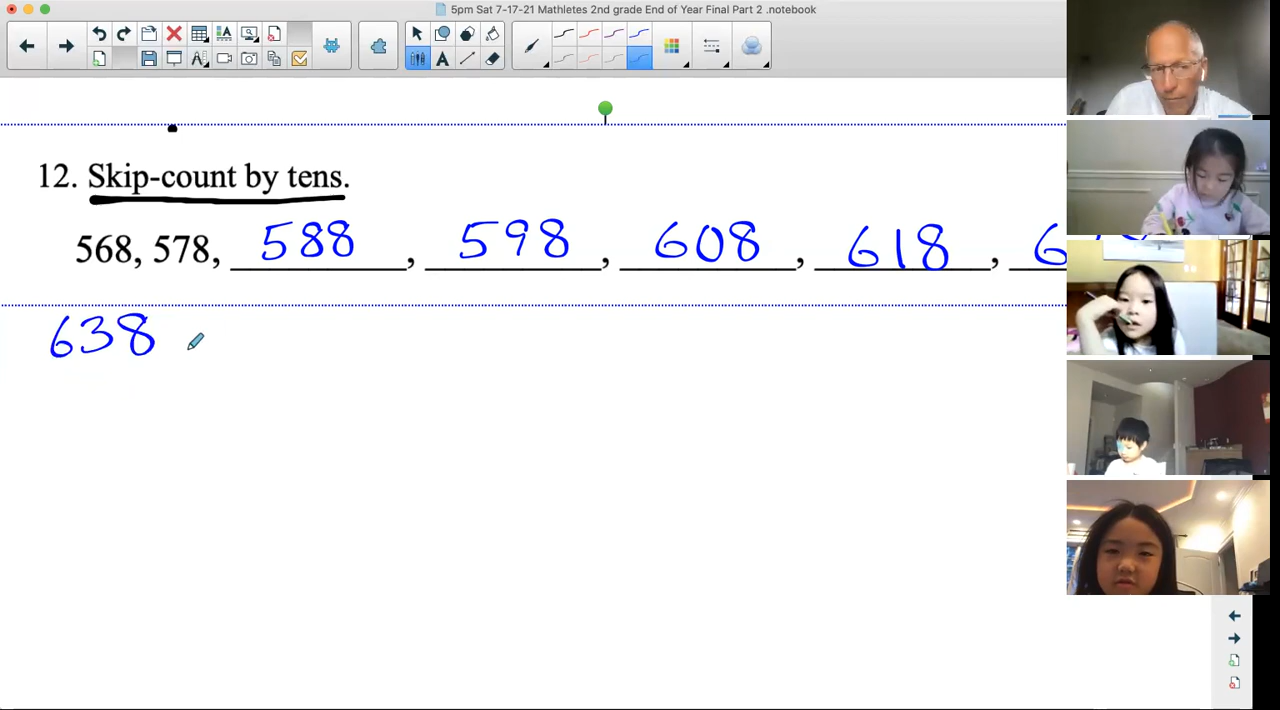 5pm Sat 7-17-21 Mathletes 2nd grade End of Year Final Part 2 .notebook
12. Skip-count by tens.
568, 578, 588, 598, 608, 618, 6
638